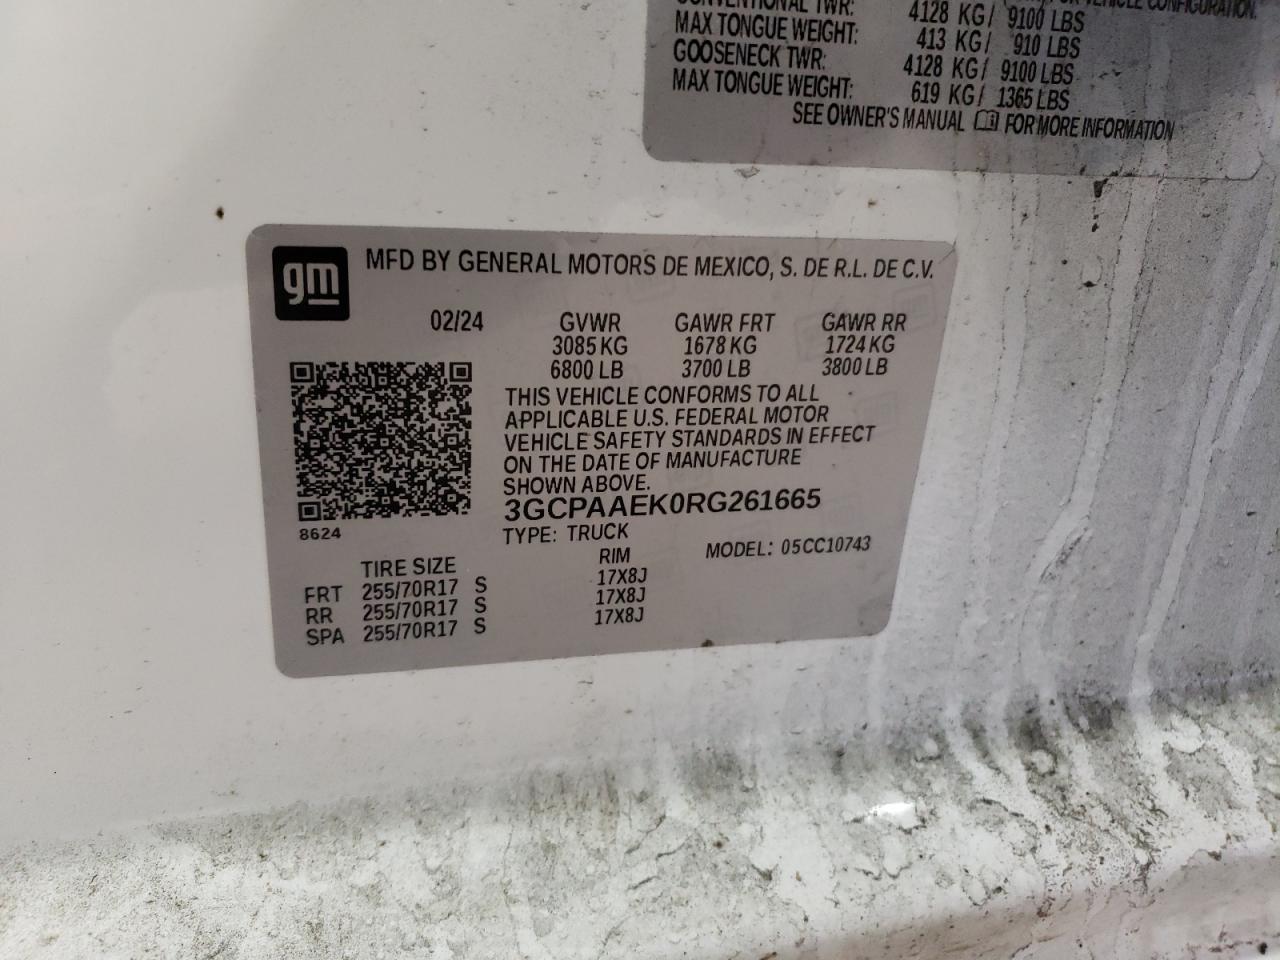 CONVENTIONAL TWR: 4128 KG/ 9100 LBS
VEHICLE CONFIGURATION.
MAX TONGUE WEIGHT: 413 KG/ 910 LBS
GOOSENECK TWR: 4128 KG/ 9100 LBS
MAX TONGUE WEIGHT: 619 KG/ 1365 LBS
SEE OWNER'S MANUAL FOR MORE INFORMATION
gm
MFD BY GENERAL MOTORS DE MEXICO, S. DE R.L. DE C.V.
02/24 GVWR GAWR FRT GAWR RR
3085 KG 1678 KG 1724 KG
6800 LB 3700 LB 3800 LB
THIS VEHICLE CONFORMS TO ALL
APPLICABLE U.S. FEDERAL MOTOR
VEHICLE SAFETY STANDARDS IN EFFECT
ON THE DATE OF MANUFACTURE
SHOWN ABOVE.
3GCPAAEK0RG261665
8624
TYPE: TRUCK MODEL: 05CC10743
TIRE SIZE RIM
FRT 255/70R17 S 17X8J
RR 255/70R17 S 17X8J
SPA 255/70R17 S 17X8J